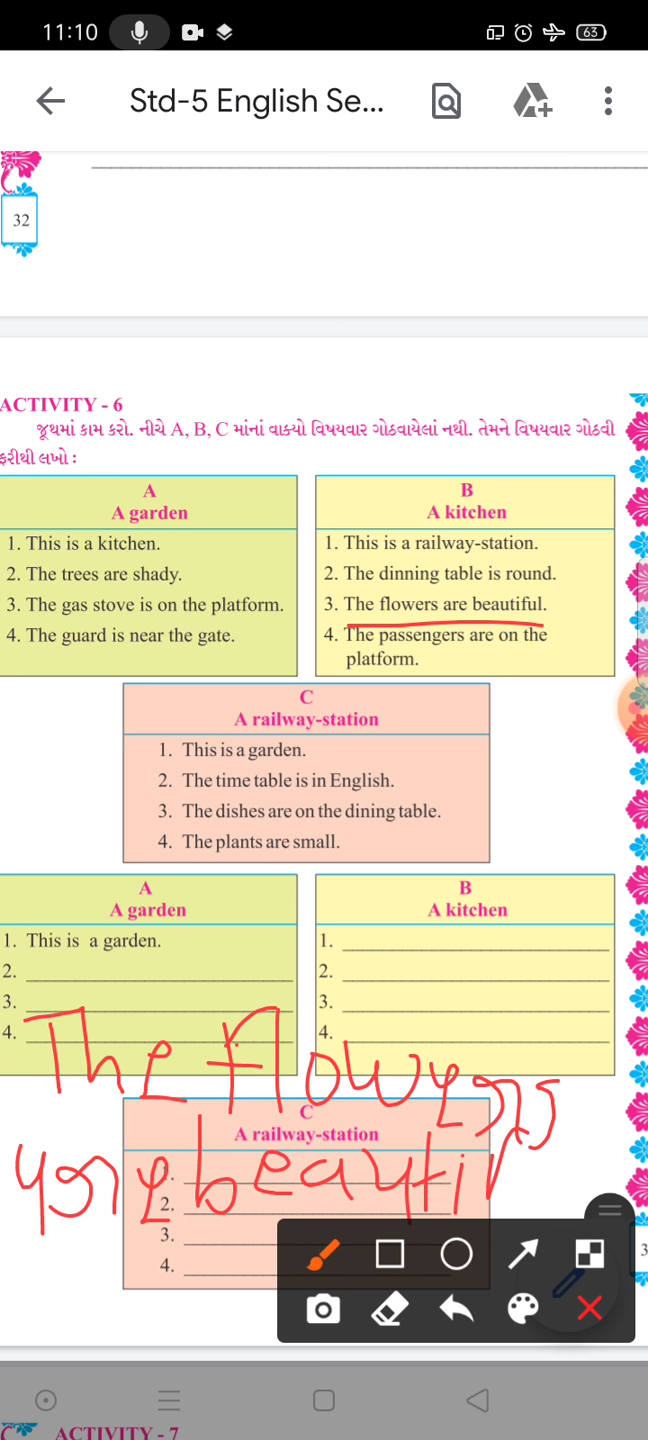 11:10
63
Std-5 English Se...
32
ACTIVITY - 6
જૂથમાં કામ કરો. નીચે A, B, C માંનાં વાક્યો વિષયવાર ગોઠવાયેલાં નથી. તેમને વિષયવાર ગોઠવી
ફરીથી લખો :
A
A garden
1. This is a kitchen.
2. The trees are shady.
3. The gas stove is on the platform.
4. The guard is near the gate.
B
A kitchen
1. This is a railway-station.
2. The dinning table is round.
3. The flowers are beautiful.
4. The passengers are on the
platform.
C
A railway-station
1. This is a garden.
2. The time table is in English.
3. The dishes are on the dining table.
4. The plants are small.
A
A garden
1. This is a garden.
2.
3.
4.
B
A kitchen
1.
2.
3.
4.
The flowers
C
A railway-station
are beautif
1.
2.
3.
4.
3
ACTIVITY - 7